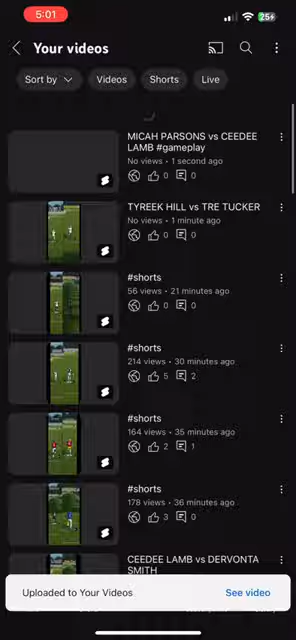 5:01
25
Your videos
Sort by
Videos
Shorts
Live
MICAH PARSONS vs CEEDEE
LAMB #gameplay
No views • 1 second ago
0 0
TYREEK HILL vs TRE TUCKER
No views • 1 minute ago
0 0
#shorts
56 views • 21 minutes ago
0 0
#shorts
214 views • 30 minutes ago
5 2
#shorts
164 views • 35 minutes ago
2 1
#shorts
178 views • 36 minutes ago
3 0
CEEDEE LAMB vs DERVONTA
SMITH
Uploaded to Your Videos
See video